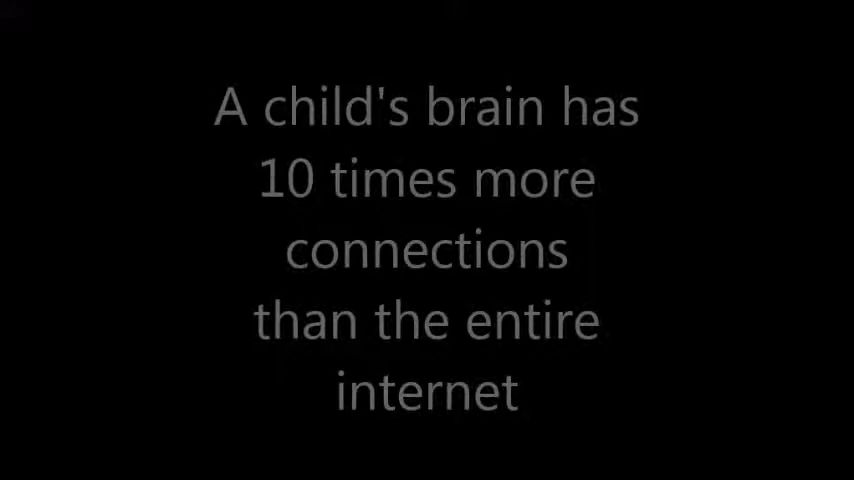 A child's brain has
10 times more
connections
than the entire
internet